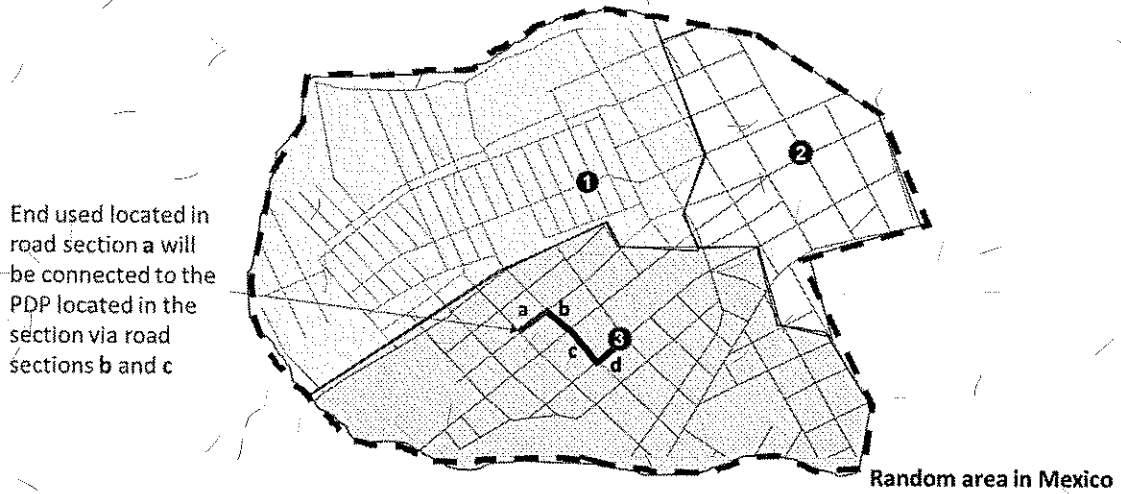 1
2
End used located in
road section a will
be connected to the
PDP located in the
section via road
sections b and c
a
b
3
c
d
Random area in Mexico